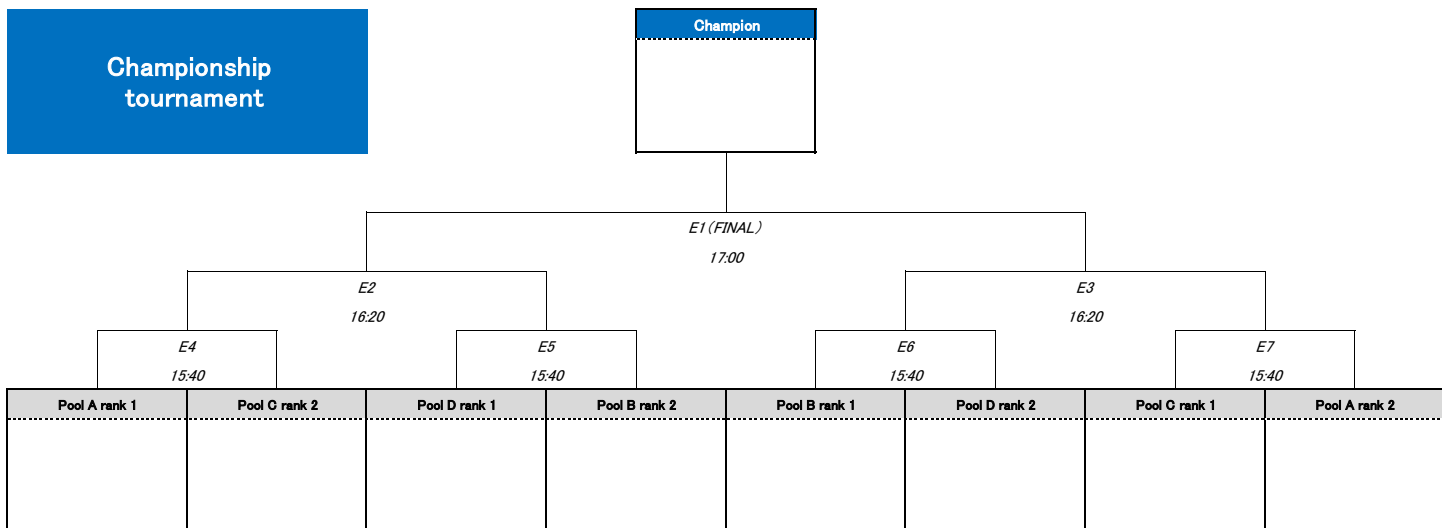 Champion
Championship
tournament
E1(FINAL)
17:00
E2
E3
16:20
16:20
E4
E5
E6
E7
15:40
15:40
15:40
15:40
Pool A rank 1
Pool C rank 2
Pool D rank 1
Pool B rank 2
Pool B rank 1
Pool D rank 2
Pool C rank 1
Pool A rank 2